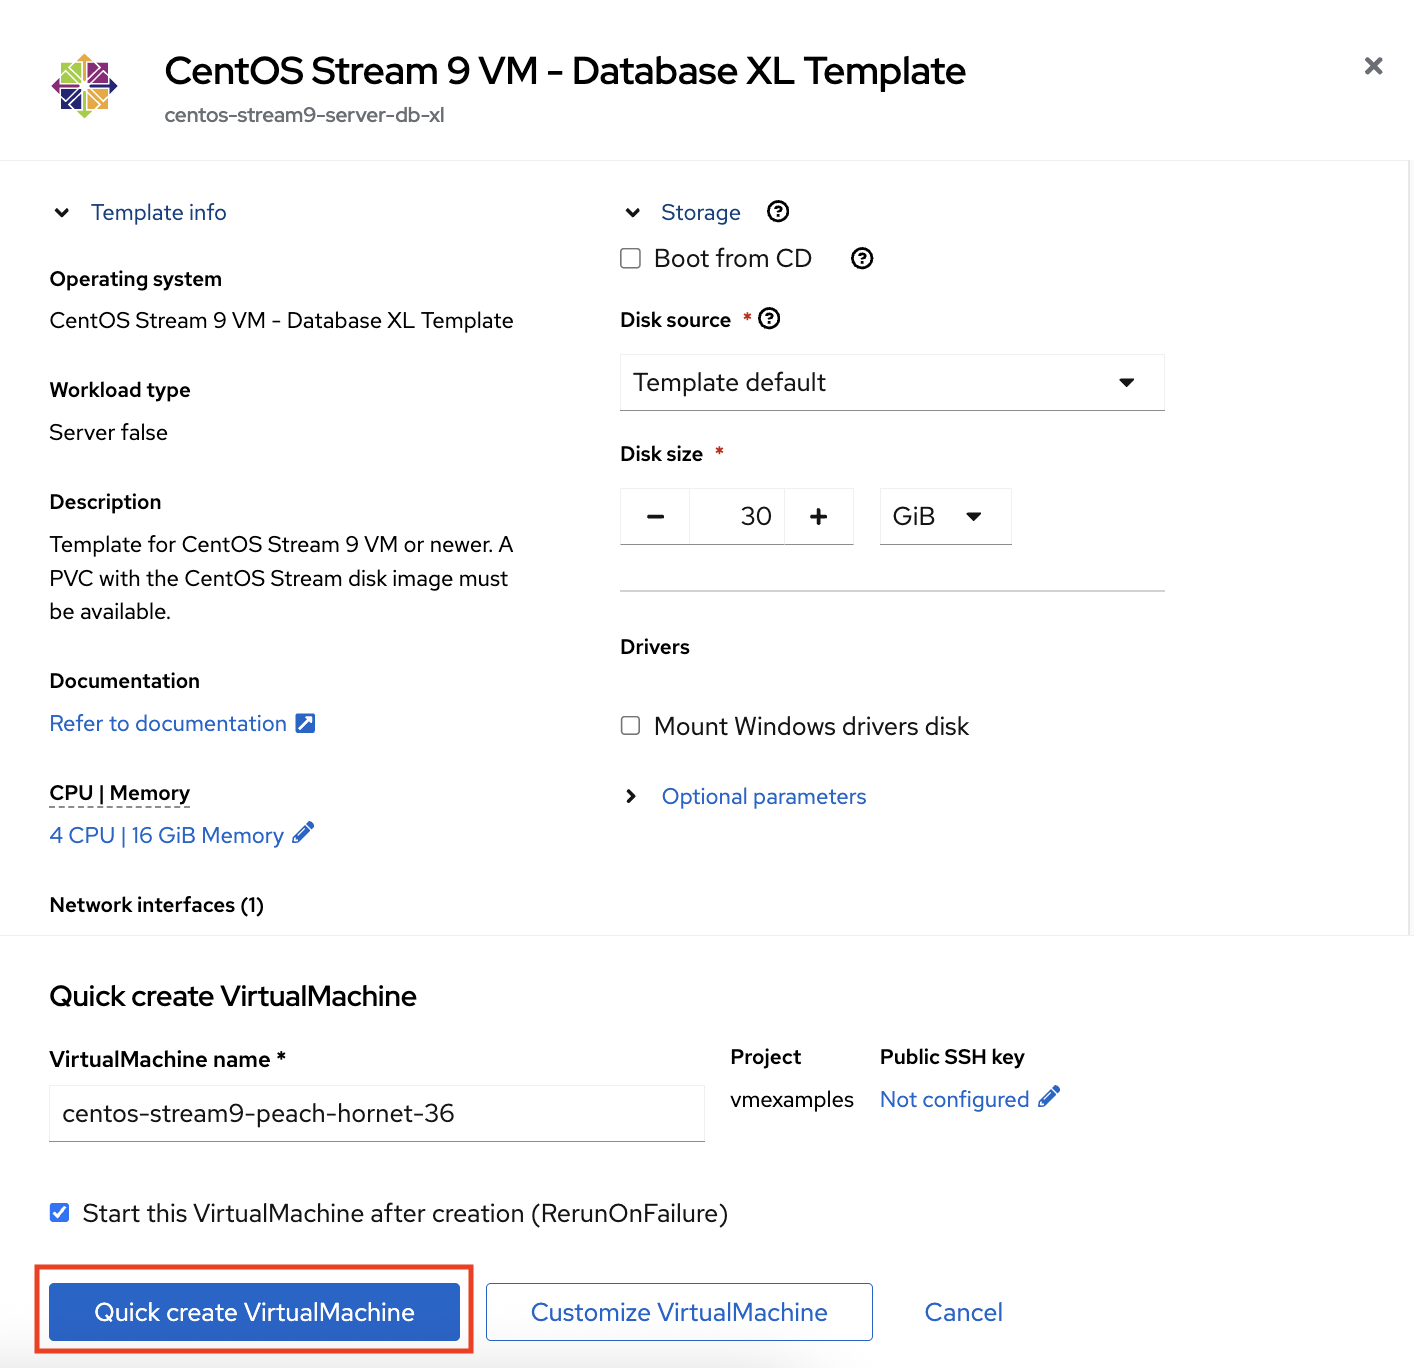 CentOS Stream 9 VM - Database XL Template
centos-stream9-server-db-xl
Template info
Operating system
CentOS Stream 9 VM - Database XL Template
Workload type
Server false
Description
Template for CentOS Stream 9 VM or newer. A
PVC with the CentOS Stream disk image must
be available.
Documentation
Refer to documentation
CPU | Memory
4 CPU | 16 GiB Memory
Network interfaces (1)
Storage
Boot from CD
Disk source *
Template default
Disk size *
30
GiB
Drivers
Mount Windows drivers disk
Optional parameters
Quick create VirtualMachine
VirtualMachine name *
centos-stream9-peach-hornet-36
Project
vmexamples
Public SSH key
Not configured
Start this VirtualMachine after creation (RerunOnFailure)
Quick create VirtualMachine
Customize VirtualMachine
Cancel